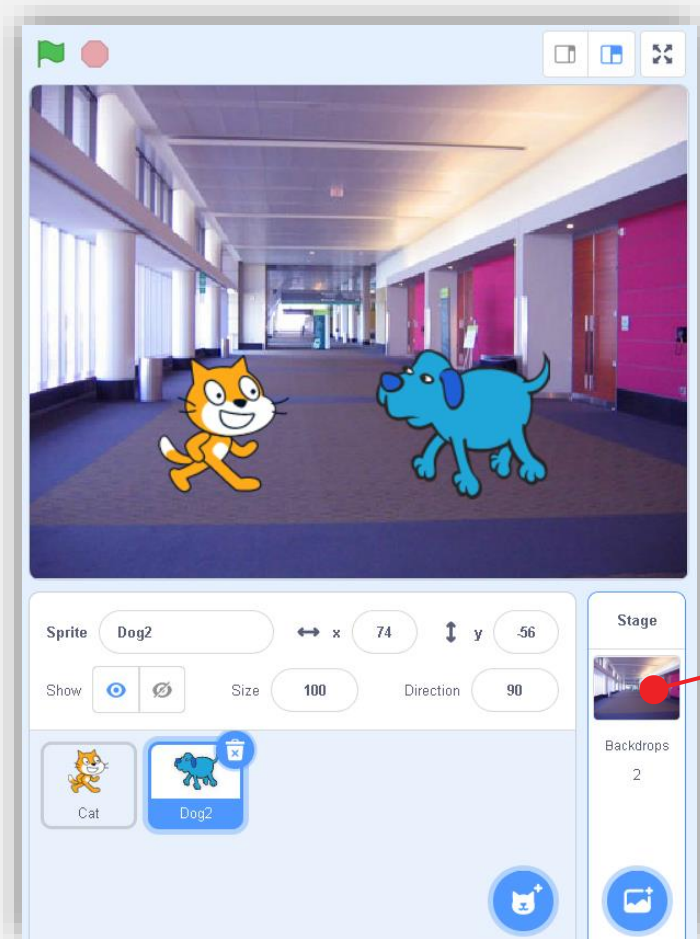 Sprite Dog2 x 74 y -56 Stage
Show Size 100 Direction 90
Backdrops
2
Cat Dog2